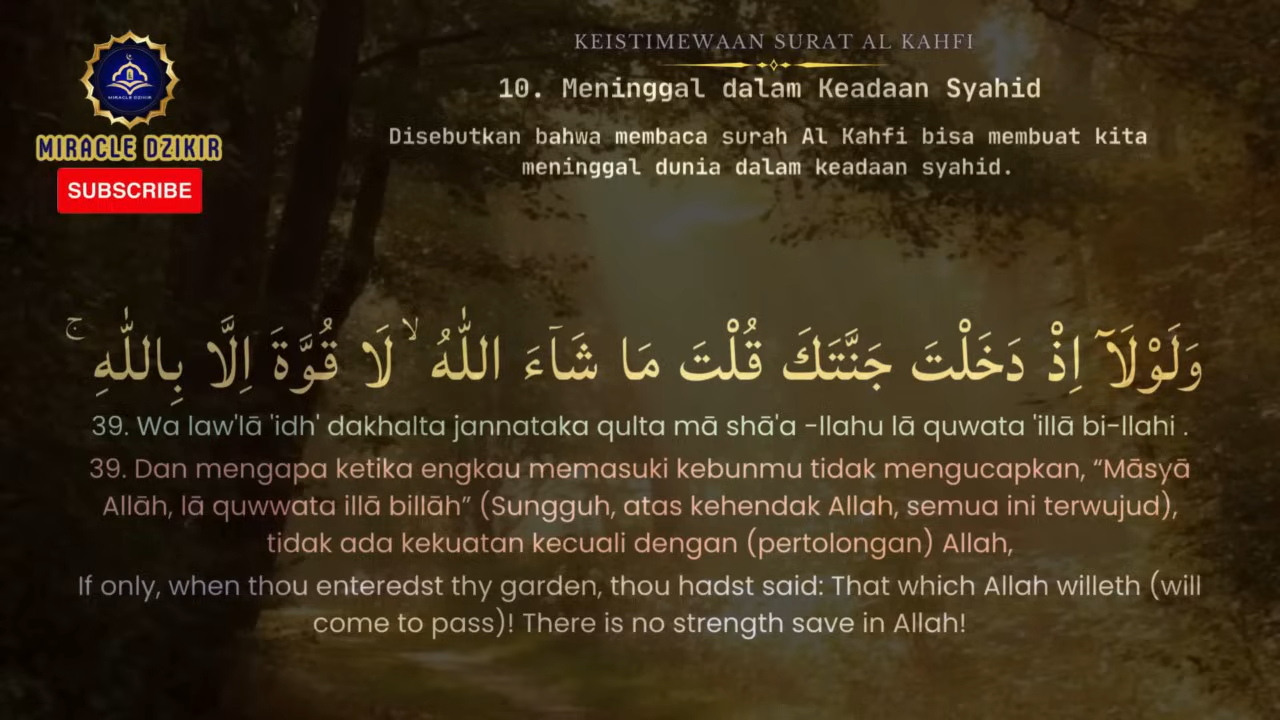 KEISTIMEWAAN SURAT AL KAHFI
10. Meninggal dalam Keadaan Syahid
Disebutkan bahwa membaca surah Al Kahfi bisa membuat kita
meninggal dunia dalam keadaan syahid.
MIRACLE DZIKIR
MIRACLE DZIKIR
SUBSCRIBE
وَلَوْلَآ اِذْ دَخَلْتَ جَنَّتَكَ قُلْتَ مَا شَاۤءَ اللّٰهُ ۙ لَا قُوَّةَ اِلَّا بِاللّٰهِ ۚ
39. Wa law'lā 'idh' dakhalta jannataka qulta mā shā'a -llahu lā quwata 'illā bi-llahi .
39. Dan mengapa ketika engkau memasuki kebunmu tidak mengucapkan, “Māsyā
Allāh, lā quwwata illā billāh” (Sungguh, atas kehendak Allah, semua ini terwujud),
tidak ada kekuatan kecuali dengan (pertolongan) Allah,
If only, when thou enteredst thy garden, thou hadst said: That which Allah willeth (will
come to pass)! There is no strength save in Allah!